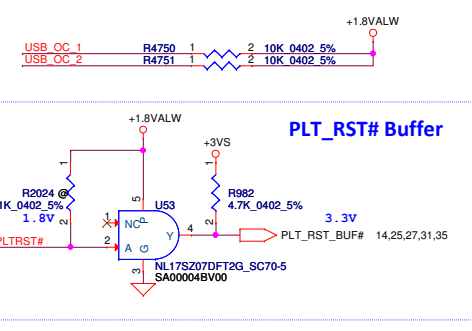 +1.8VALW
USB_OC_1 R4750 1 2 10K_0402_5%
USB_OC_2 R4751 1 2 10K_0402_5%
PLT_RST# Buffer
+1.8VALW
+3VS
1
R2024 @
1K_0402_5%
1.8V
2
PLTRST#
5
U53
1
NC
P
2
A
G
Y
4
3
NL17SZ07DFT2G_SC70-5
SA00004BV00
1
R982
4.7K_0402_5%
2
3.3V
PLT_RST_BUF# 14,25,27,31,35